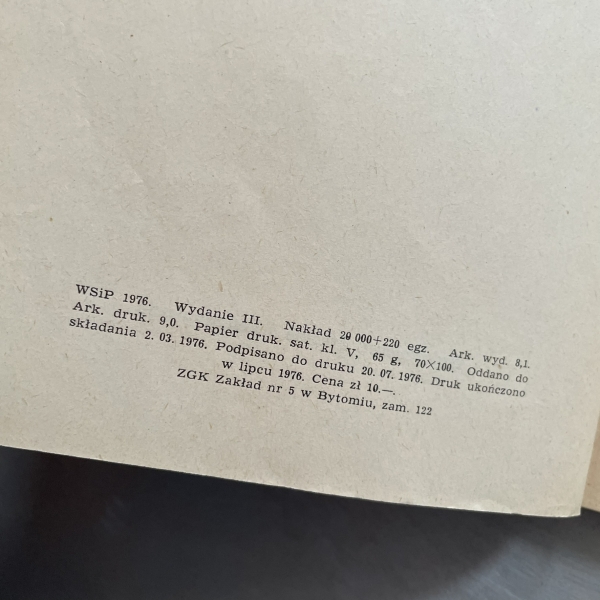 WSiP 1976. Wydanie III. Nakład 20 000+220 egz. Ark. wyd. 8,1.
Ark. druk. 9,0. Papier druk. sat. kl. V, 65 g, 70×100. Oddano do
składania 2. 03. 1976. Podpisano do druku 20. 07. 1976. Druk ukończono
w lipcu 1976. Cena zł 10.—.
ZGK Zakład nr 5 w Bytomiu, zam. 122